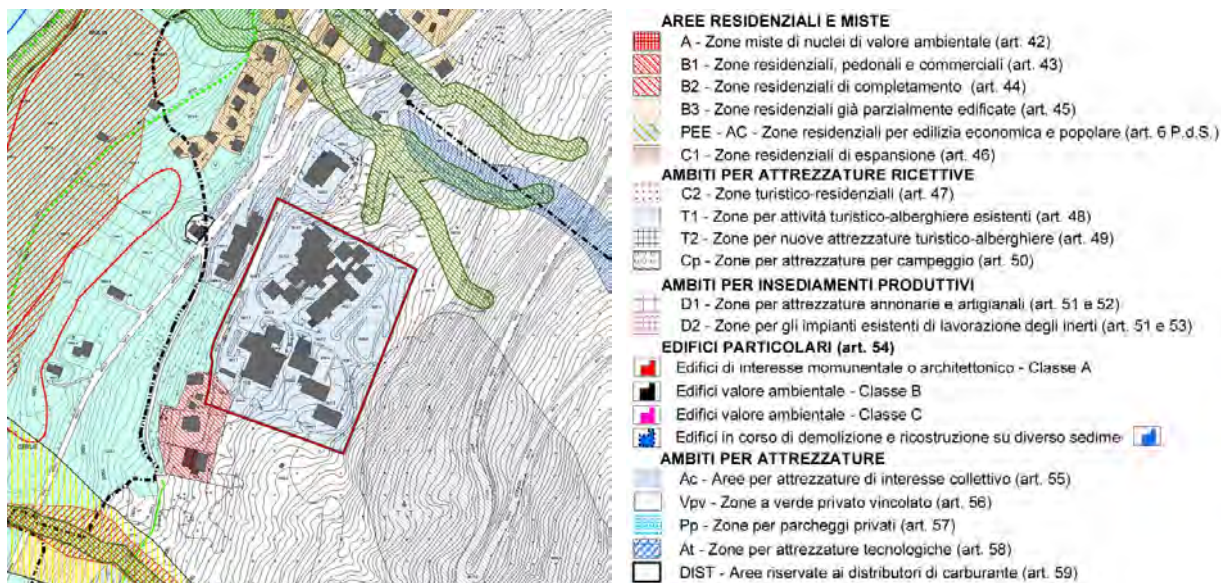 AREE RESIDENZIALI E MISTE
A - Zone miste di nuclei di valore ambientale (art. 42)
B1 - Zone residenziali, pedonali e commerciali (art. 43)
B2 - Zone residenziali di completamento (art. 44)
B3 - Zone residenziali già parzialmente edificate (art. 45)
PEE - AC - Zone residenziali per edilizia economica e popolare (art. 6 P.d.S.)
C1 - Zone residenziali di espansione (art. 46)
AMBITI PER ATTREZZATURE RICETTIVE
C2 - Zone turistico-residenziali (art. 47)
T1 - Zone per attività turistico-alberghiere esistenti (art. 48)
T2 - Zone per nuove attrezzature turistico-alberghiere (art. 49)
Cp - Zone per attrezzature per campeggio (art. 50)
AMBITI PER INSEDIAMENTI PRODUTTIVI
D1 - Zone per attrezzature annonarie e artigianali (art. 51 e 52)
D2 - Zone per gli impianti esistenti di lavorazione degli inerti (art. 51 e 53)
EDIFICI PARTICOLARI (art. 54)
Edifici di interesse momunentale o architettonico - Classe A
Edifici valore ambientale - Classe B
Edifici valore ambientale - Classe C
Edifici in corso di demolizione e ricostruzione su diverso sedime
AMBITI PER ATTREZZATURE
Ac - Aree per attrezzature di interesse collettivo (art. 55)
Vpv - Zone a verde privato vincolato (art. 56)
Pp - Zone per parcheggi privati (art. 57)
At - Zone per attrezzature tecnologiche (art. 58)
DIST - Aree riservate ai distributori di carburante (art. 59)